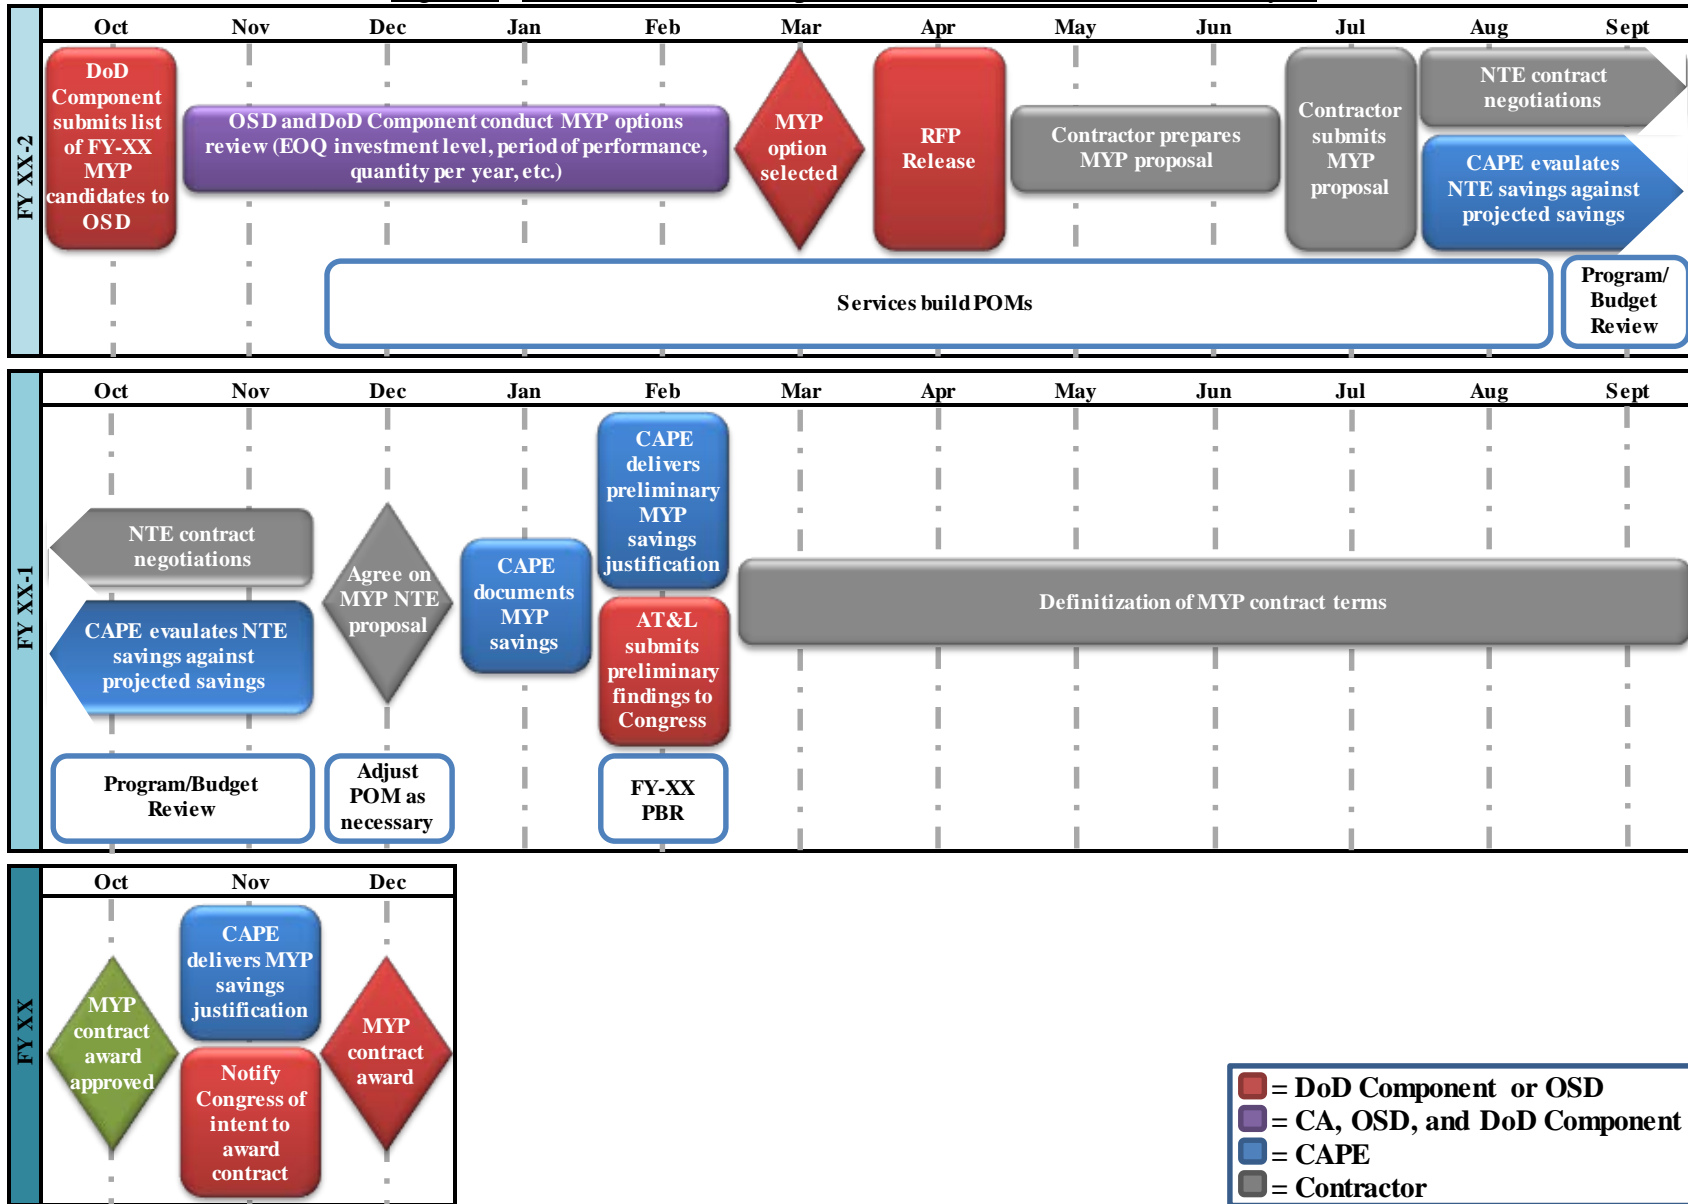 FY XX-2
Oct Nov Dec Jan Feb Mar Apr May Jun Jul Aug Sept
DoD
Component
submits list
of FY-XX
MYP
candidates to
OSD
OSD and DoD Component conduct MYP options
review (EOQ investment level, period of performance,
quantity per year, etc.)
MYP
option
selected
RFP
Release
Contractor prepares
MYP proposal
Contractor
submits
MYP
proposal
NTE contract
negotiations
CAPE evaulates
NTE savings against
projected savings
Services build POMs
Program/
Budget
Review
FY XX-1
Oct Nov Dec Jan Feb Mar Apr May Jun Jul Aug Sept
NTE contract
negotiations
CAPE evaulates NTE
savings against
projected savings
Agree on
MYP NTE
proposal
CAPE
documents
MYP
savings
CAPE
delivers
preliminary
MYP
savings
justification
AT&L
submits
preliminary
findings to
Congress
Definitization of MYP contract terms
Program/Budget
Review
Adjust
POM as
necessary
FY-XX
PBR
FY XX
Oct Nov Dec
MYP
contract
award
approved
CAPE
delivers MYP
savings
justification
Notify
Congress of
intent to
award
contract
MYP
contract
award
= DoD Component or OSD
= CA, OSD, and DoD Component
= CAPE
= Contractor